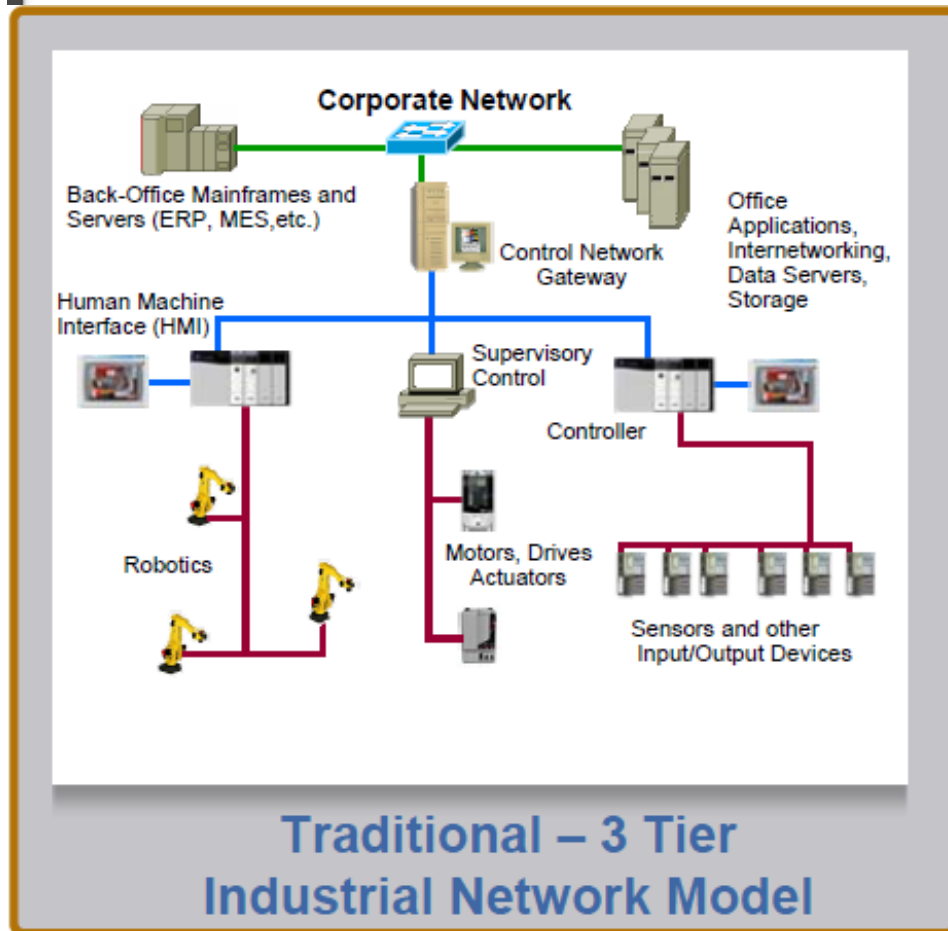 Corporate Network
Back-Office Mainframes and
Servers (ERP, MES,etc.)
Office
Applications,
Internetworking,
Data Servers,
Storage
Control Network
Gateway
Human Machine
Interface (HMI)
Supervisory
Control
Controller
Robotics
Motors, Drives
Actuators
Sensors and other
Input/Output Devices
Traditional – 3 Tier
Industrial Network Model